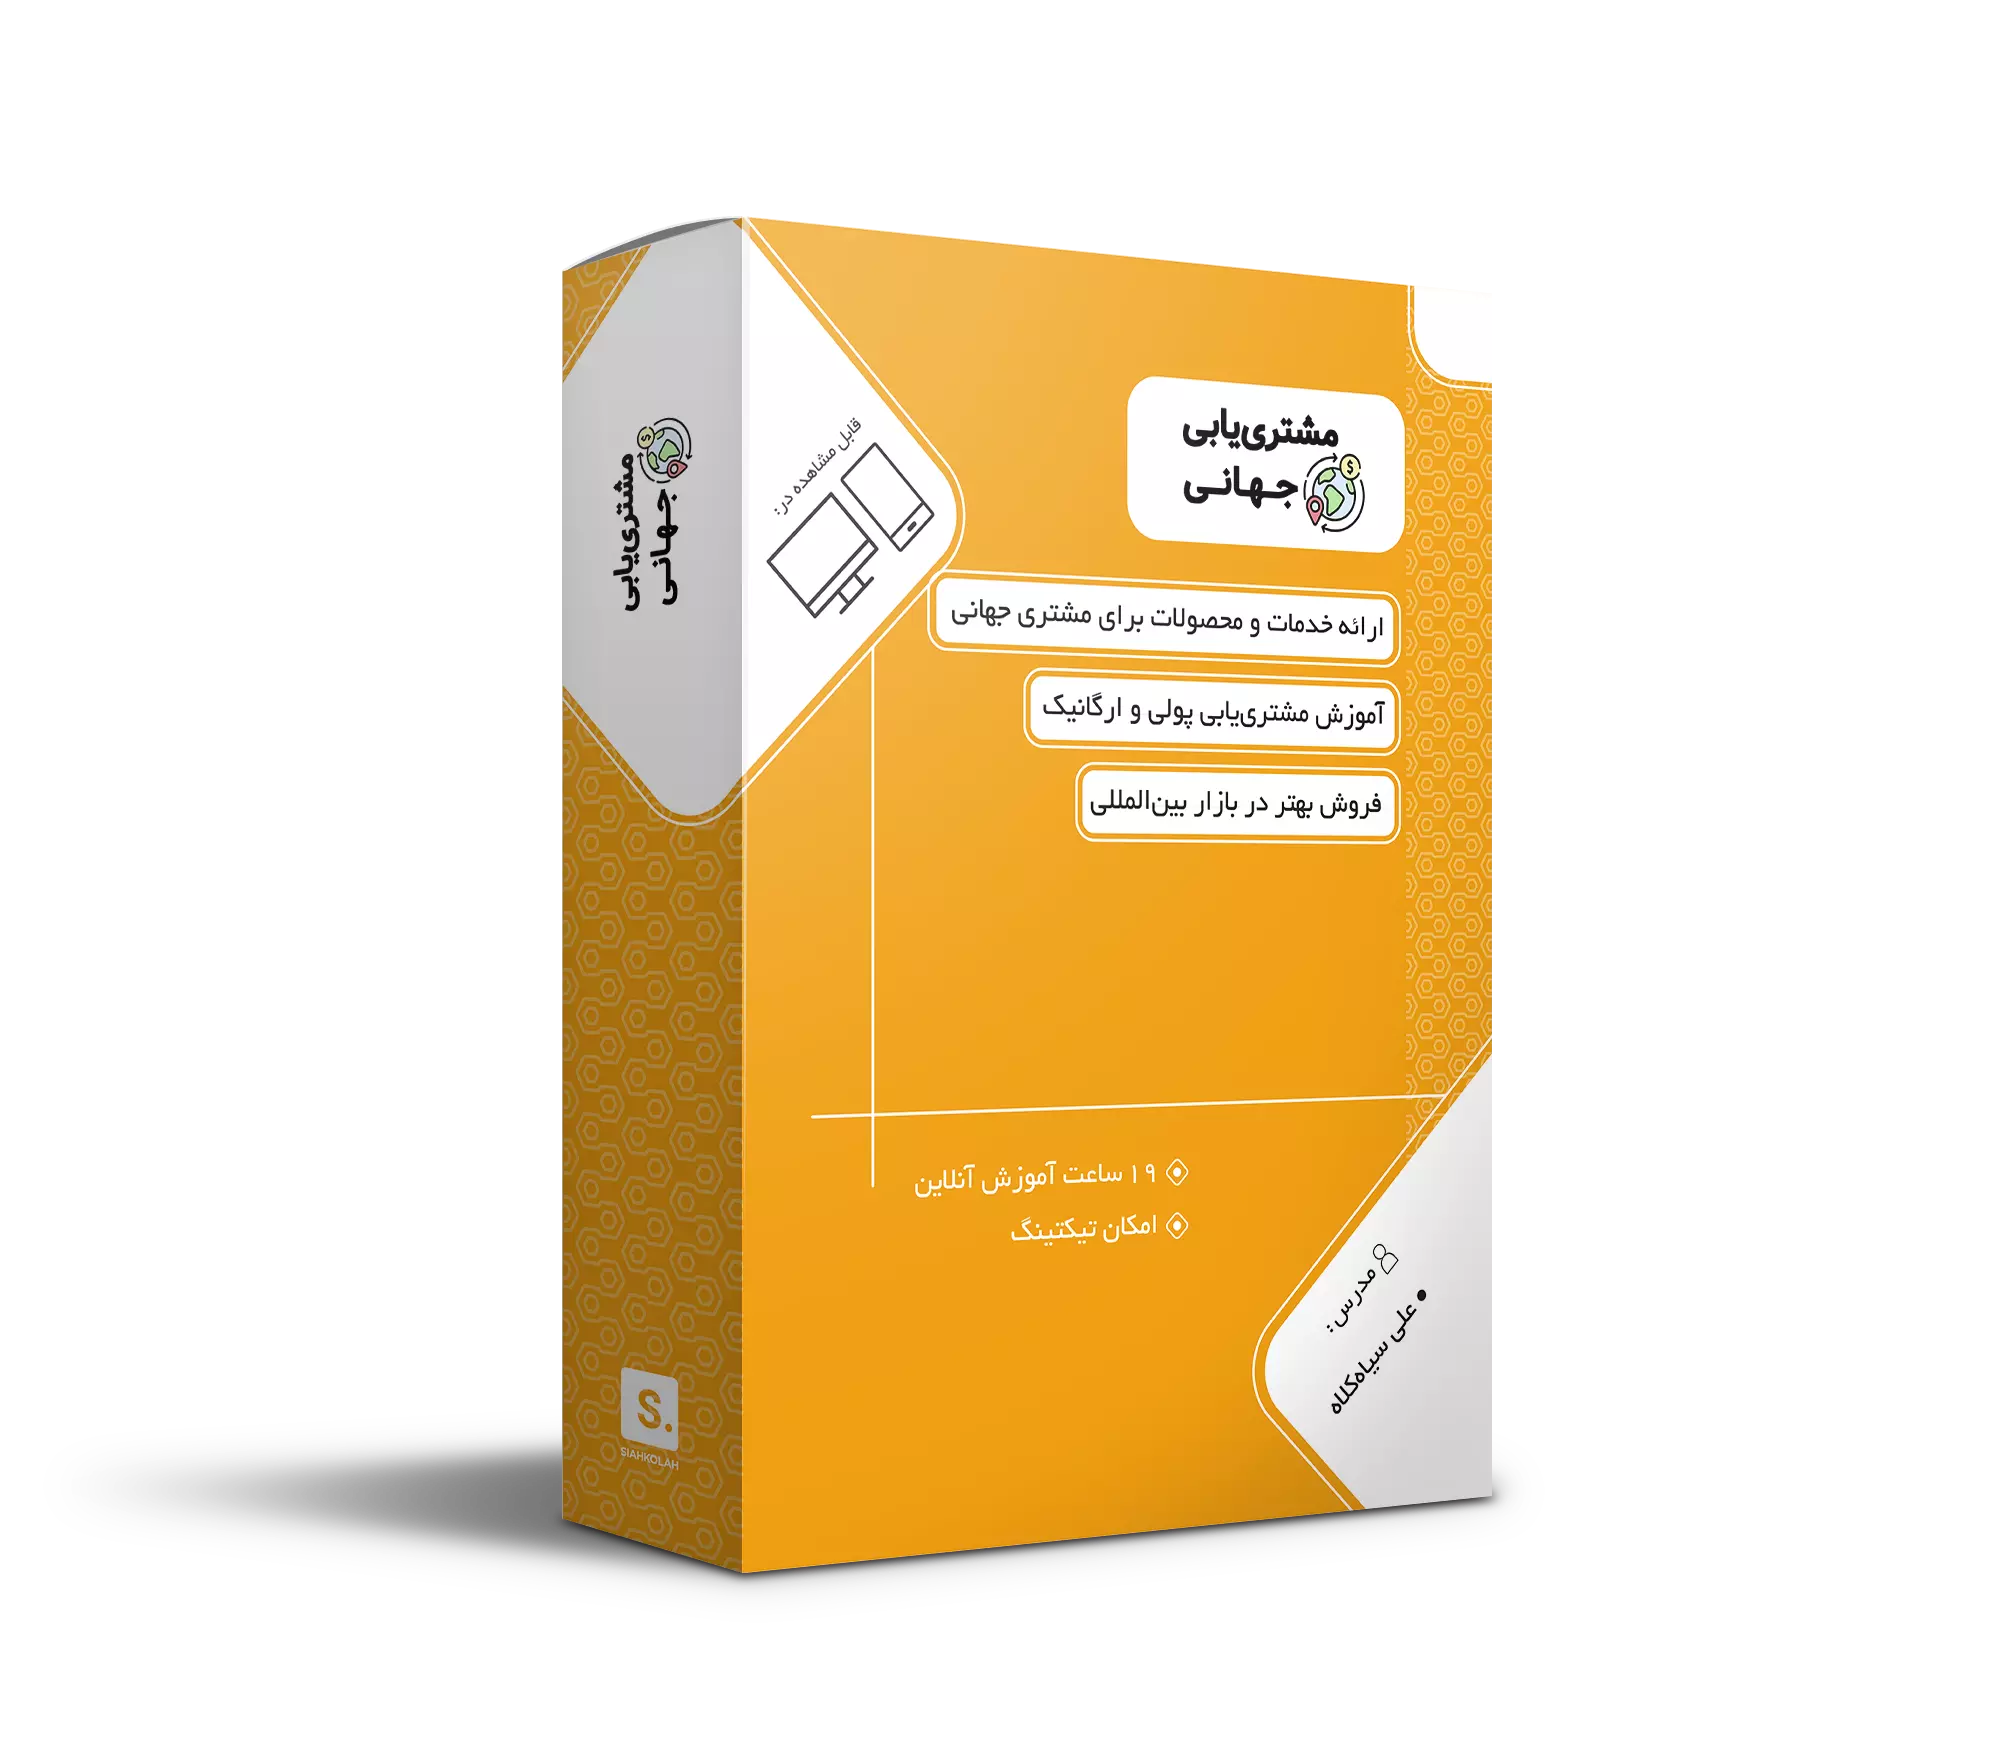 مشتری‌یابی
جهانی
ارائه خدمات و محصولات برای مشتری جهانی
آموزش مشتری‌یابی پولی و ارگانیک
فروش بهتر در بازار بین‌المللی
قابل مشاهده در:
۱۹ ساعت آموزش آنلاین
امکان تیکتینگ
مدرس:
• علی سیاه‌کلاه
مشتری‌یابی
جهانی
S.
SIAHKOLAH